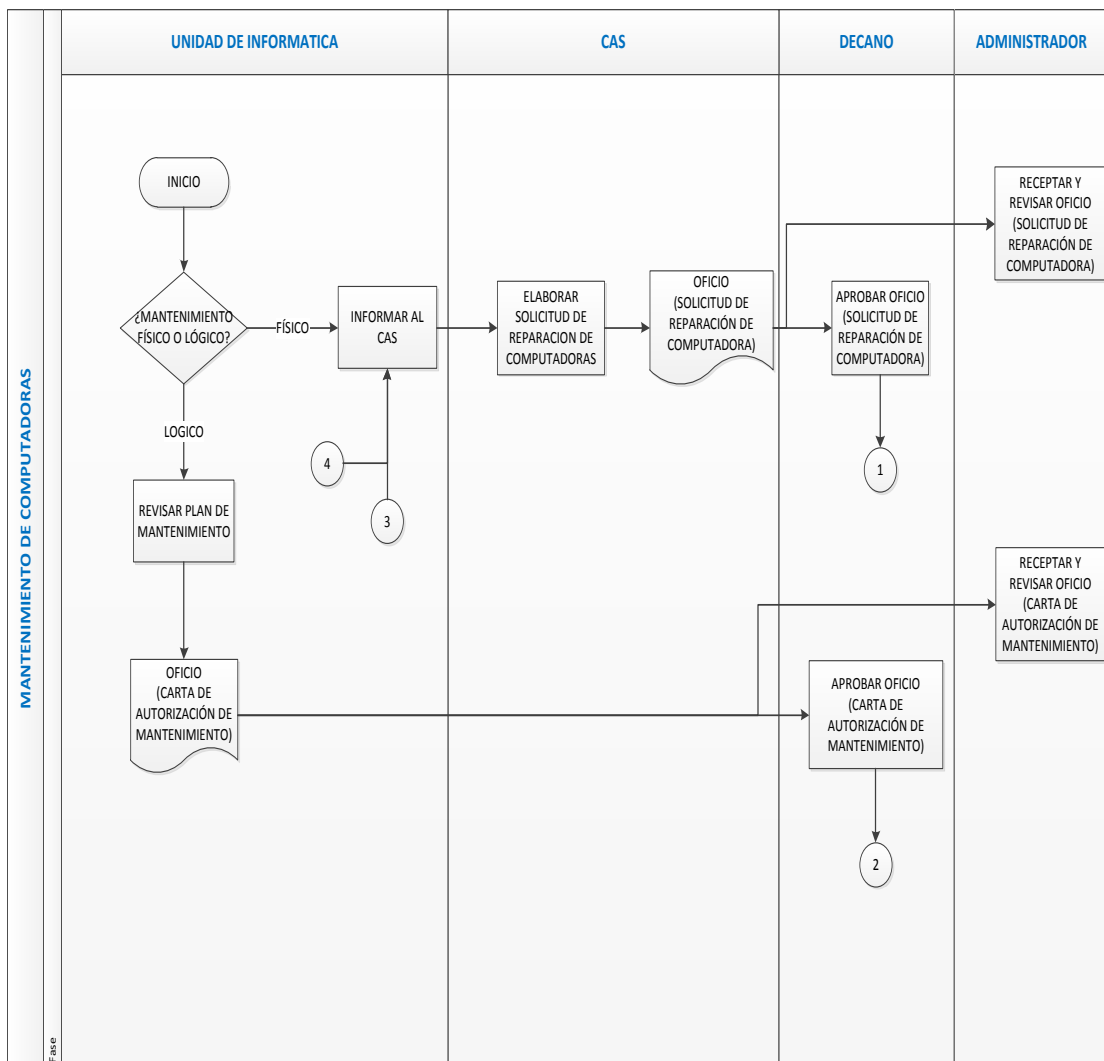 UNIDAD DE INFORMATICA
CAS
DECANO
ADMINISTRADOR
MANTENIMIENTO DE COMPUTADORAS
Fase
INICIO
¿MANTENIMIENTO
FÍSICO O LÓGICO?
FÍSICO
INFORMAR AL
CAS
ELABORAR
SOLICITUD DE
REPARACION DE
COMPUTADORAS
OFICIO
(SOLICITUD DE
REPARACIÓN DE
COMPUTADORA)
APROBAR OFICIO
(SOLICITUD DE
REPARACIÓN DE
COMPUTADORA)
RECEPTAR Y
REVISAR OFICIO
(SOLICITUD DE
REPARACIÓN DE
COMPUTADORA)
LOGICO
4
3
1
REVISAR PLAN DE
MANTENIMIENTO
OFICIO
(CARTA DE
AUTORIZACIÓN DE
MANTENIMIENTO)
APROBAR OFICIO
(CARTA DE
AUTORIZACIÓN DE
MANTENIMIENTO)
RECEPTAR Y
REVISAR OFICIO
(CARTA DE
AUTORIZACIÓN DE
MANTENIMIENTO)
2